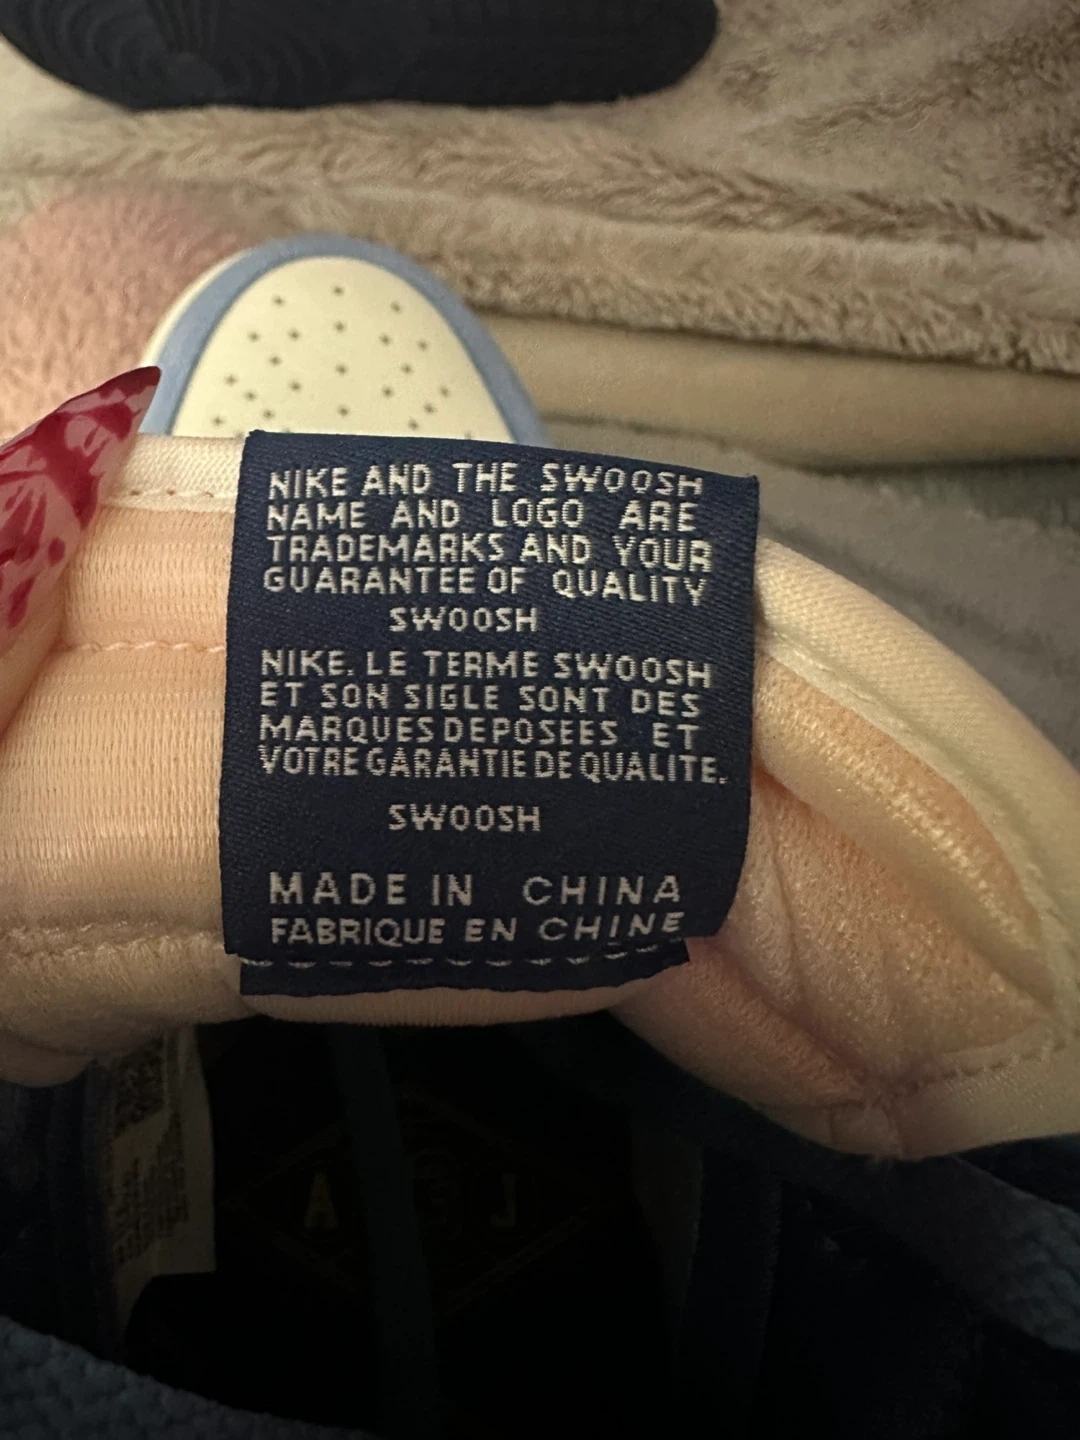 NIKE AND THE SWOOSH
NAME AND LOGO ARE
TRADEMARKS AND YOUR
GUARANTEE OF QUALITY
SWOOSH
NIKE. LE TERME SWOOSH
ET SON SIGLE SONT DES
MARQUES DEPOSEES ET
VOTRE GARANTIE DE QUALITE.
SWOOSH
MADE IN CHINA
FABRIQUE EN CHINE